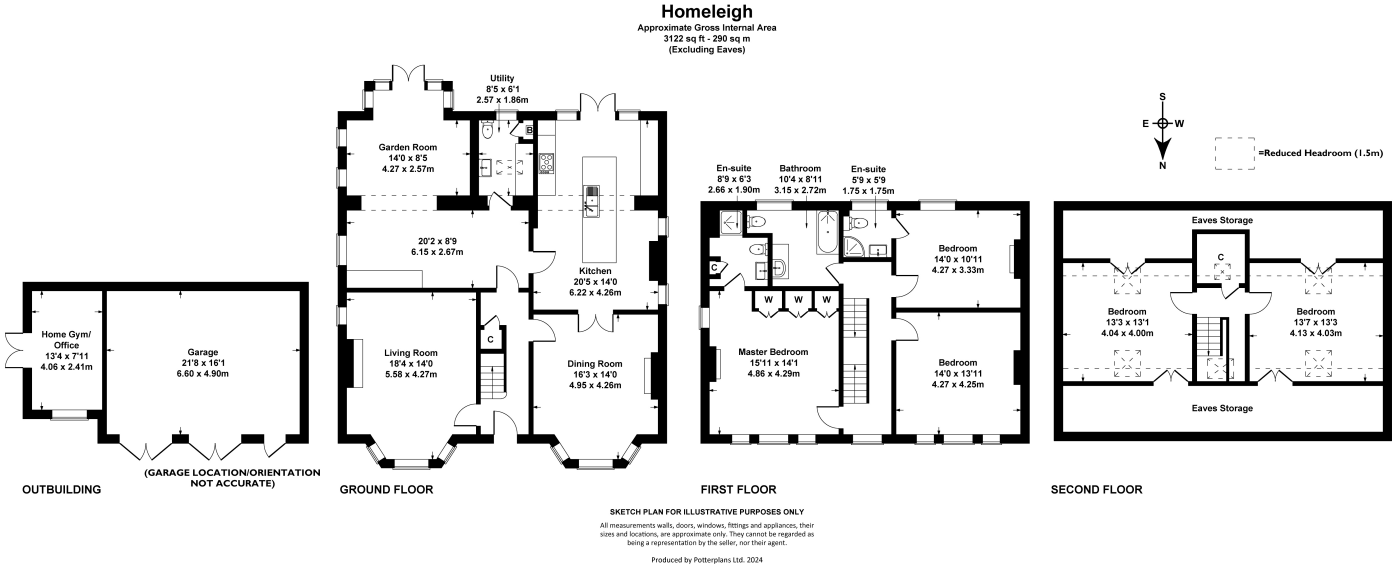 Homeleigh
Approximate Gross Internal Area
3122 sq ft - 290 sq m
(Excluding Eaves)
S
E W
N
=Reduced Headroom (1.5m)
Home Gym/
Office
13'4 x 7'11
4.06 x 2.41m
Garage
21'8 x 16'1
6.60 x 4.90m
(GARAGE LOCATION/ORIENTATION
NOT ACCURATE)
OUTBUILDING
Utility
8'5 x 6'1
2.57 x 1.86m
B
Garden Room
14'0 x 8'5
4.27 x 2.57m
20'2 x 8'9
6.15 x 2.67m
Kitchen
20'5 x 14'0
6.22 x 4.26m
C
Living Room
18'4 x 14'0
5.58 x 4.27m
Dining Room
16'3 x 14'0
4.95 x 4.26m
GROUND FLOOR
En-suite
8'9 x 6'3
2.66 x 1.90m
Bathroom
10'4 x 8'11
3.15 x 2.72m
En-suite
5'9 x 5'9
1.75 x 1.75m
Bedroom
14'0 x 10'11
4.27 x 3.33m
C
W W W
Master Bedroom
15'11 x 14'1
4.86 x 4.29m
Bedroom
14'0 x 13'11
4.27 x 4.25m
FIRST FLOOR
Eaves Storage
C
Bedroom
13'3 x 13'1
4.04 x 4.00m
Bedroom
13'7 x 13'3
4.13 x 4.03m
Eaves Storage
SECOND FLOOR
SKETCH PLAN FOR ILLUSTRATIVE PURPOSES ONLY
All measurements walls, doors, windows, fittings and appliances, their
sizes and locations, are approximate only. They cannot be regarded as
being a representation by the seller, nor their agent.
Produced by Potterplans Ltd. 2024